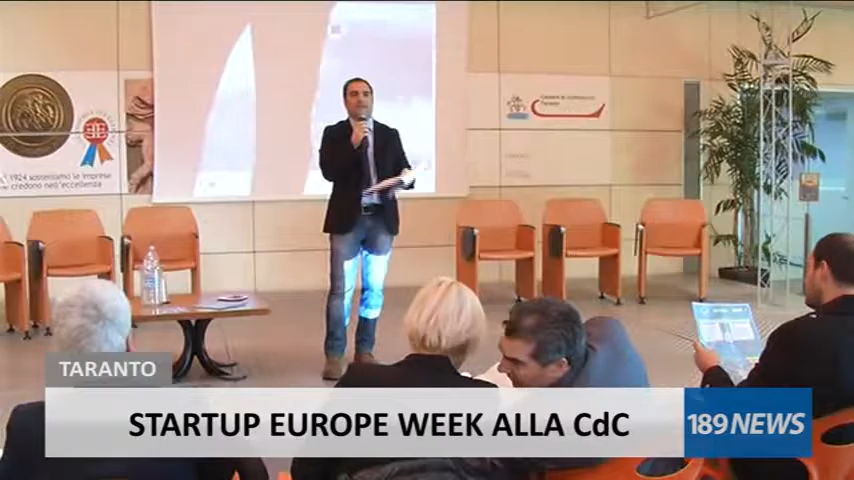 1924 sosteniamo le imprese
credono nell'eccellenza
TARANTO
STARTUP EUROPE WEEK ALLA CdC
189NEWS